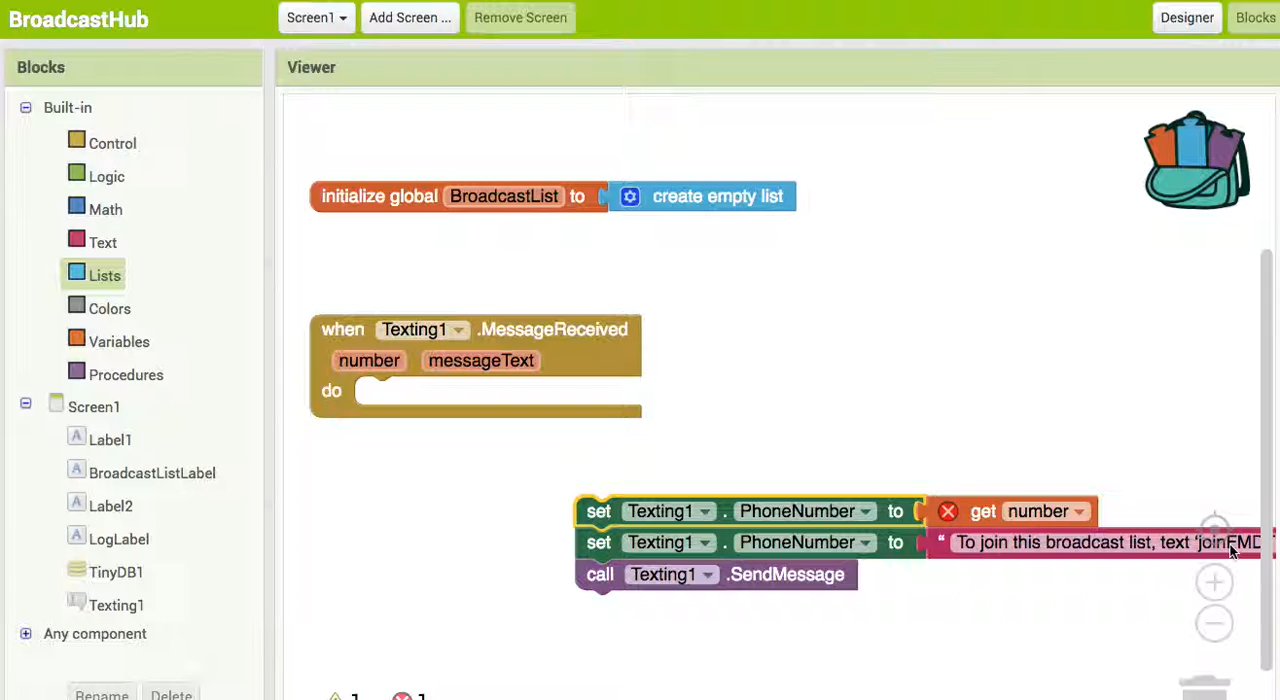 BroadcastHub
Screen1
Add Screen ...
Remove Screen
Designer
Blocks
Blocks
Viewer
Built-in
Control
Logic
Math
Text
Lists
Colors
Variables
Procedures
Screen1
Label1
BroadcastListLabel
Label2
LogLabel
TinyDB1
Texting1
Any component
Rename
Delete
initialize global BroadcastList to create empty list
when Texting1 .MessageReceived
number messageText
do
set Texting1 . PhoneNumber to get number
set Texting1 . PhoneNumber to “ To join this broadcast list, text 'joinFMD
call Texting1 .SendMessage
1 1